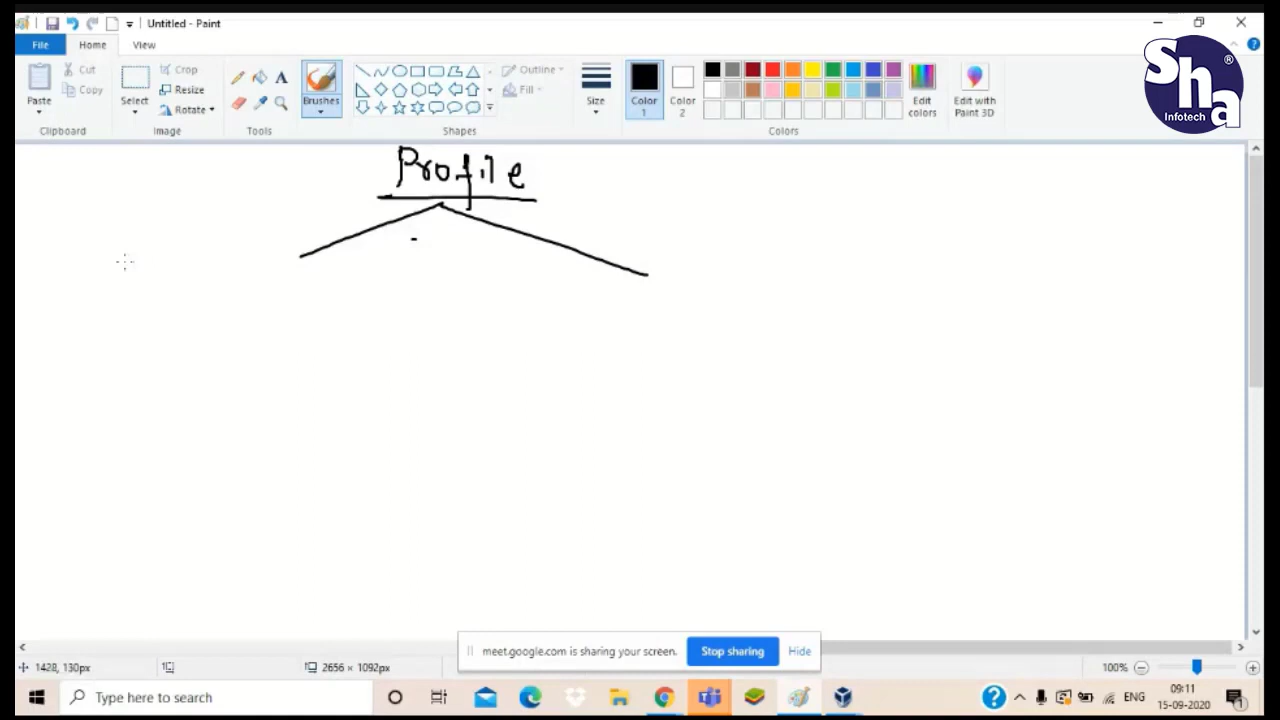 Untitled - Paint
File Home View
Sha ®
Infotech
Cut
Copy
Paste
Crop
Resize
Rotate
Select
A
Brushes
Outline
Fill
Size
Color 1
Color 2
Edit colors
Edit with Paint 3D
Clipboard Image Tools Shapes Colors
Profile
meet.google.com is sharing your screen. Stop sharing Hide
1428, 130px 2656 × 1092px 100%
Type here to search
ENG
09:11
15-09-2020